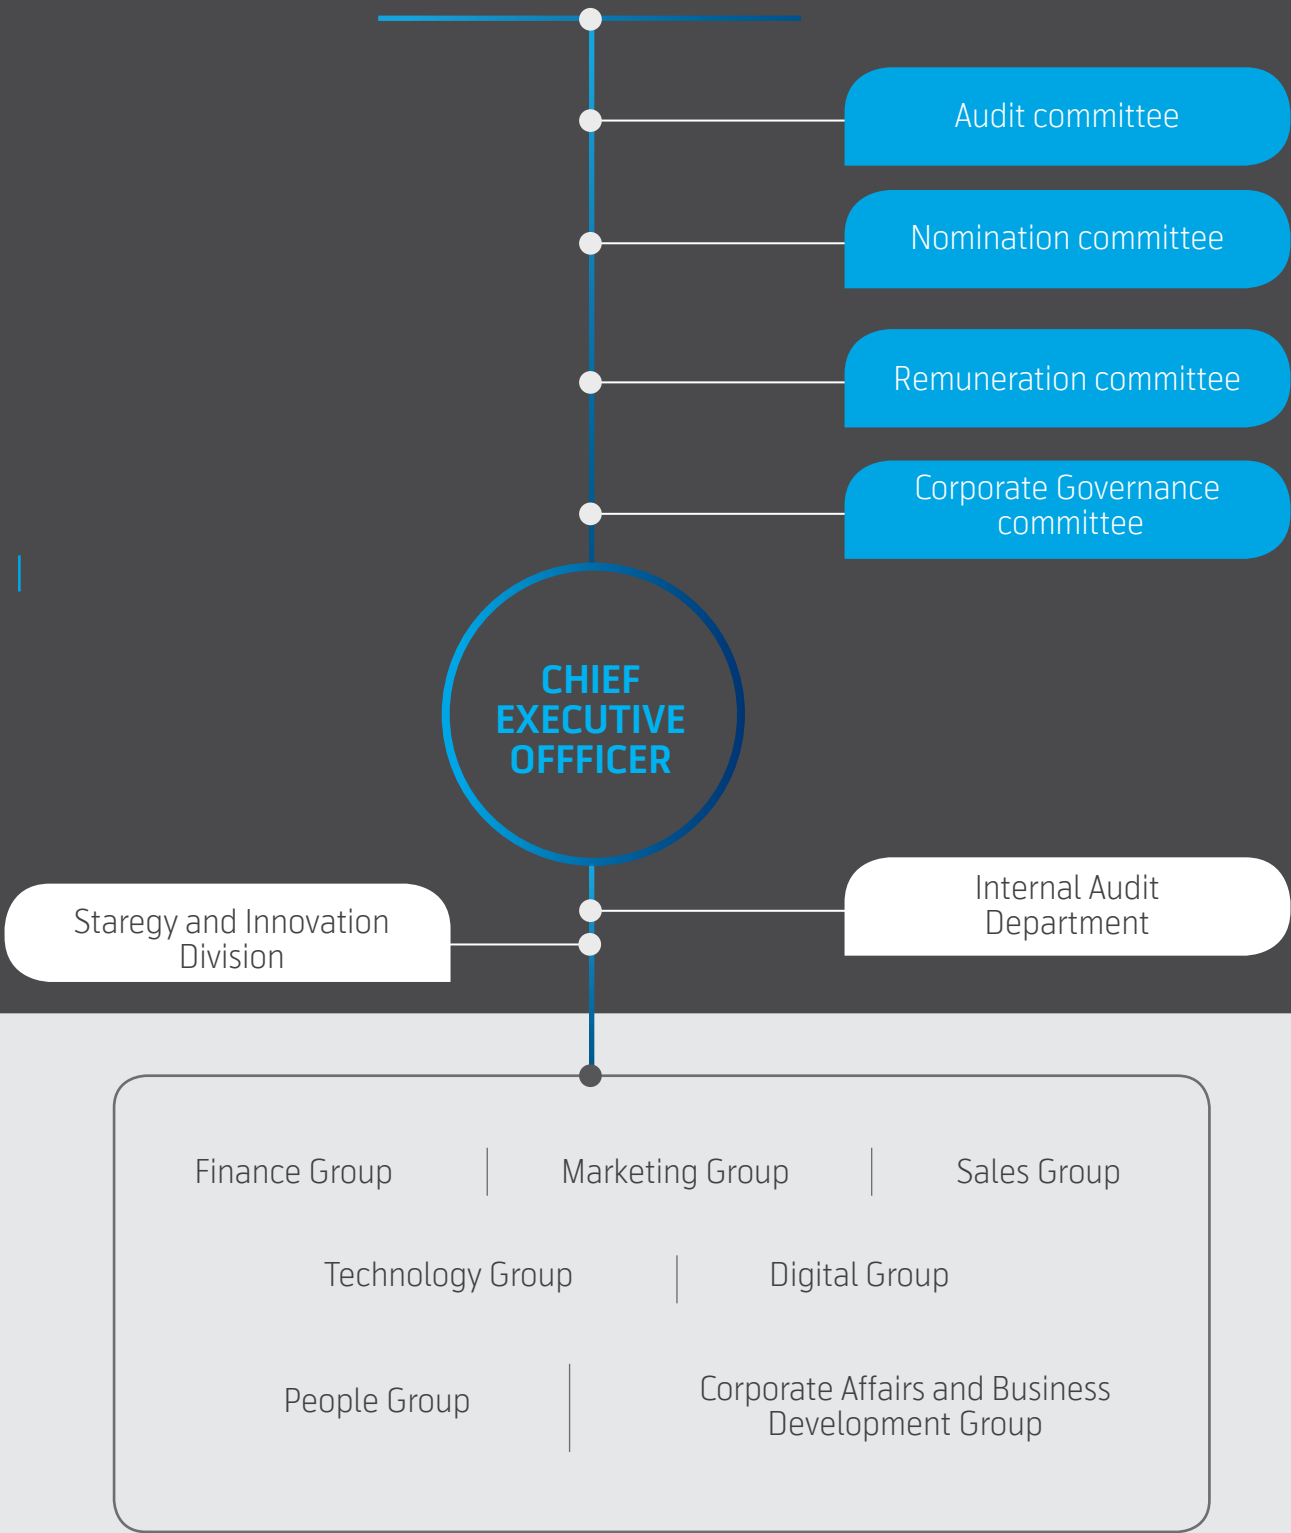 Audit committee
Nomination committee
Remuneration committee
Corporate Governance
committee
CHIEF
EXECUTIVE
OFFFICER
Internal Audit
Department
Staregy and Innovation
Division
Finance Group
Marketing Group
Sales Group
Technology Group
Digital Group
People Group
Corporate Affairs and Business
Development Group